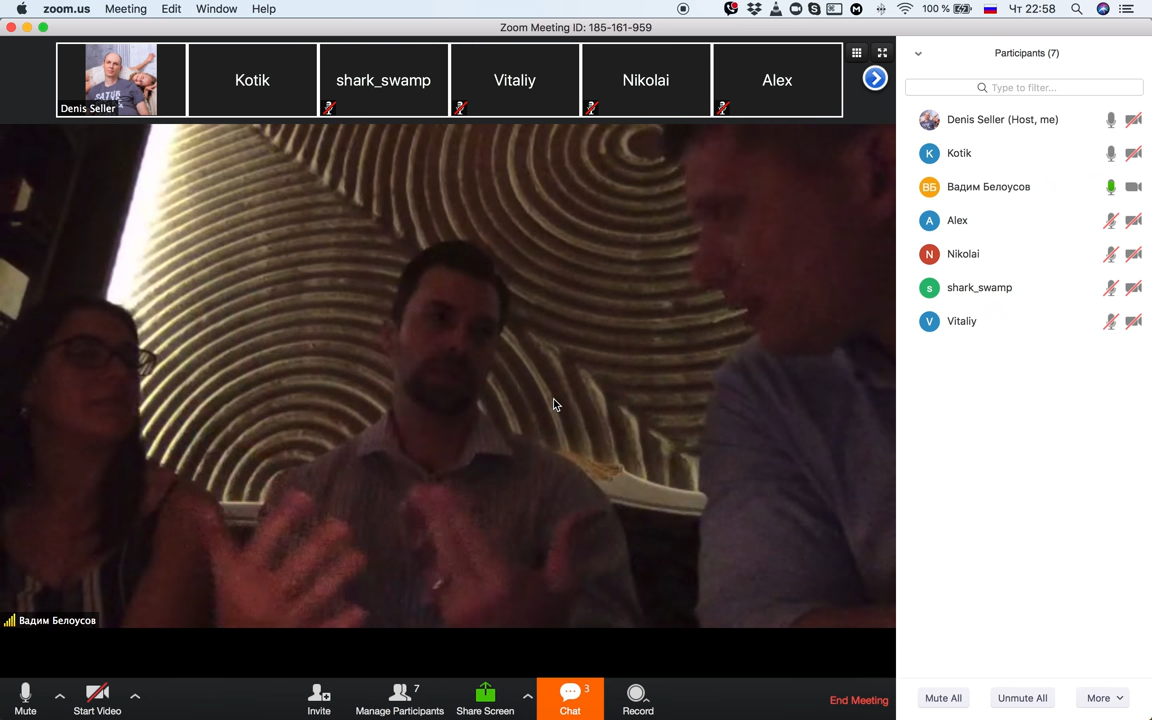 zoom.us Meeting Edit Window Help 100 % Чт 22:58
Zoom Meeting ID: 185-161-959
Denis Seller
Kotik
shark_swamp
Vitaliy
Nikolai
Alex
Participants (7)
Type to filter...
Denis Seller (Host, me)
K Kotik
ВБ Вадим Белоусов
A Alex
N Nikolai
s shark_swamp
V Vitaliy
Вадим Белоусов
Mute
Start Video
Invite
7
Manage Participants
Share Screen
3
Chat
Record
End Meeting
Mute All
Unmute All
More